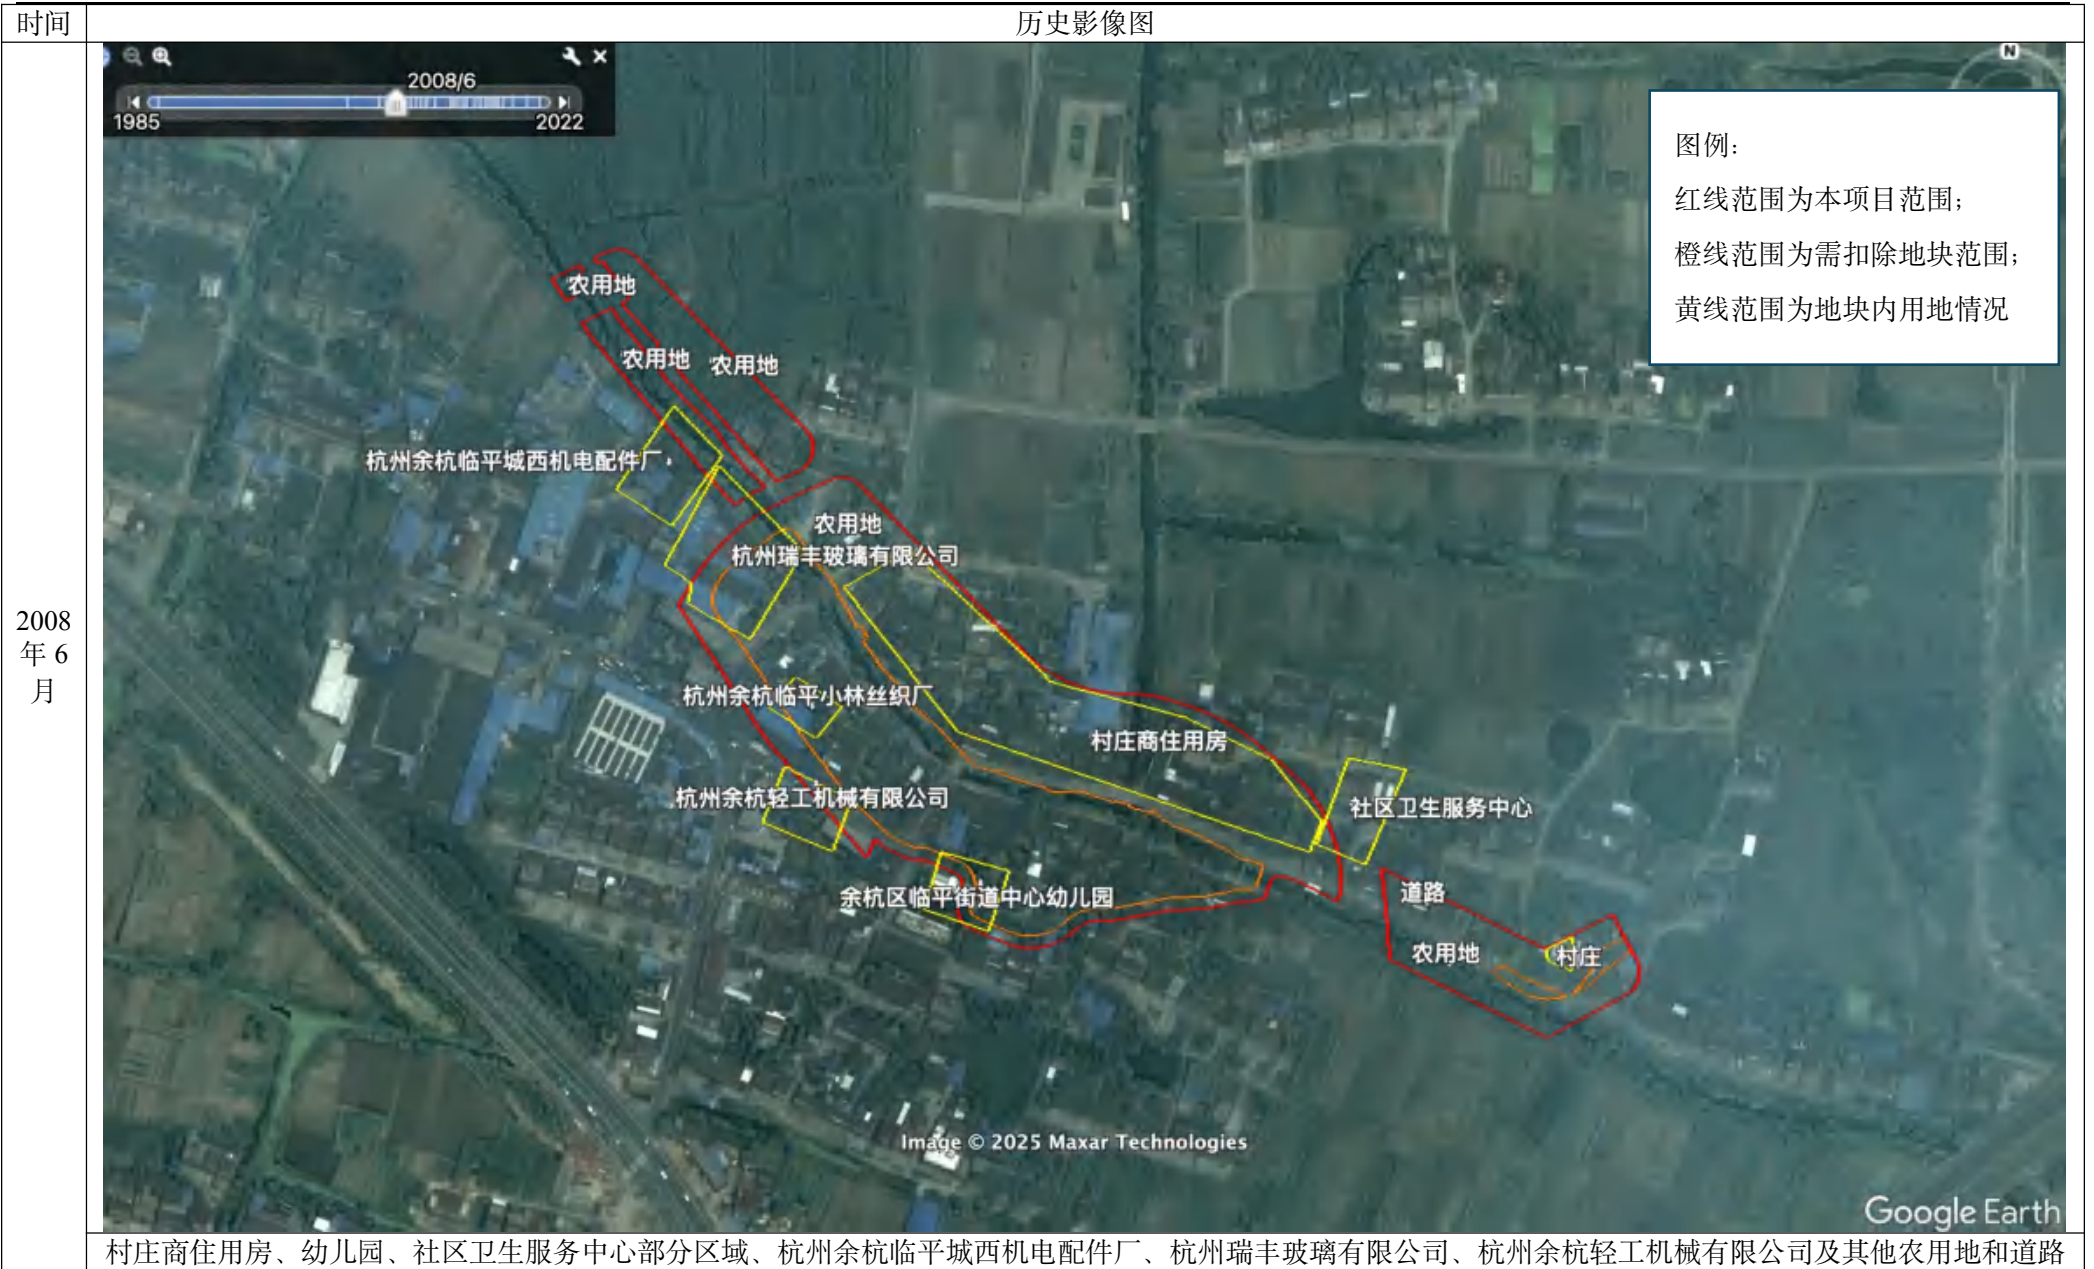 时间
历史影像图
2008/6
1985
2022
N
图例:
红线范围为本项目范围;
橙线范围为需扣除地块范围;
黄线范围为地块内用地情况
农用地
农用地
农用地
杭州余杭临平城西机电配件厂
农用地
杭州瑞丰玻璃有限公司
2008
年 6
月
杭州余杭临平小林丝织厂
村庄商住用房
杭州余杭轻工机械有限公司
社区卫生服务中心
余杭区临平街道中心幼儿园
道路
农用地
村庄
Image © 2025 Maxar Technologies
Google Earth
村庄商住用房、幼儿园、社区卫生服务中心部分区域、杭州余杭临平城西机电配件厂、杭州瑞丰玻璃有限公司、杭州余杭轻工机械有限公司及其他农用地和道路